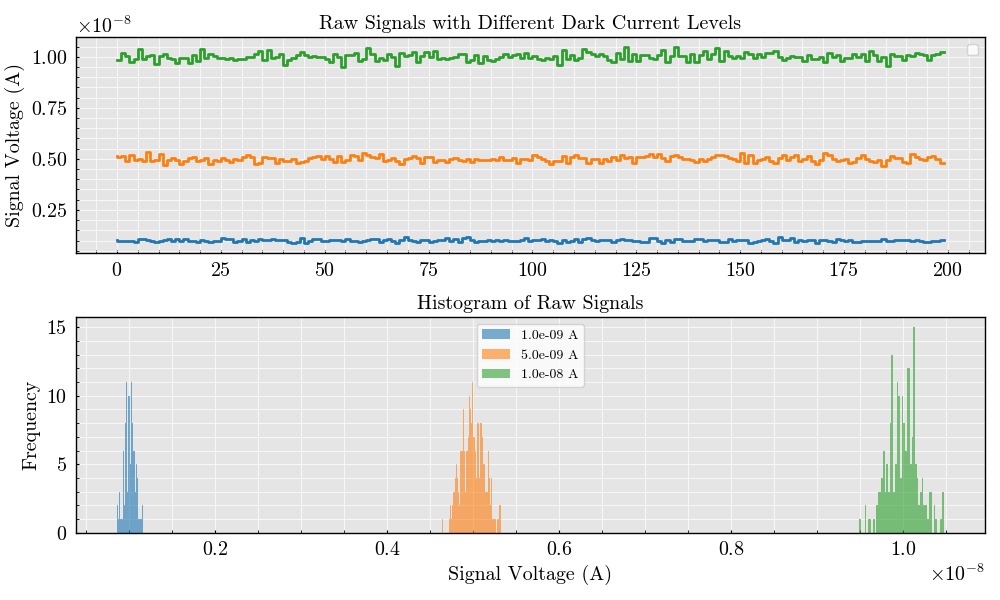 Raw Signals with Different Dark Current Levels
×10⁻⁸
1.00
0.75
0.50
0.25
Signal Voltage (A)
0 25 50 75 100 125 150 175 200
Histogram of Raw Signals
15
10
5
0
Frequency
1.0e-09 A
5.0e-09 A
1.0e-08 A
0.2 0.4 0.6 0.8 1.0
Signal Voltage (A)
×10⁻⁸